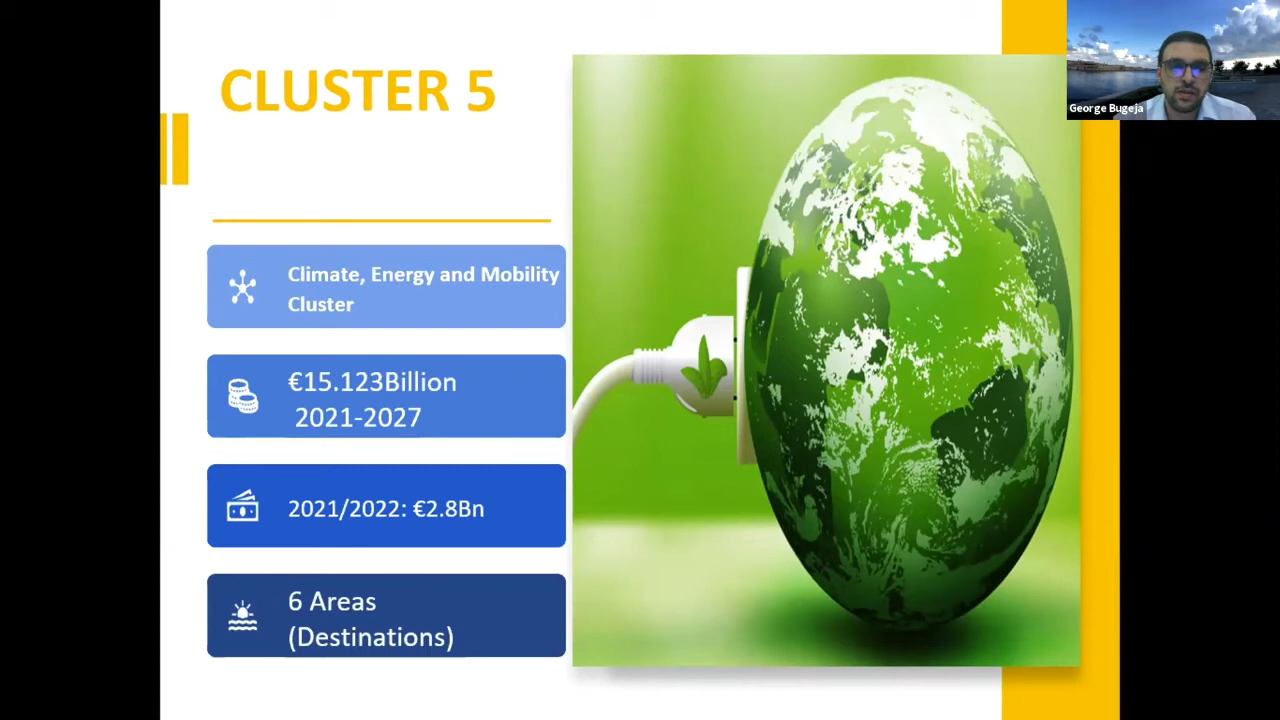 CLUSTER 5
George Bugeja
Climate, Energy and Mobility
Cluster
€15.123Billion
2021-2027
2021/2022: €2.8Bn
6 Areas
(Destinations)